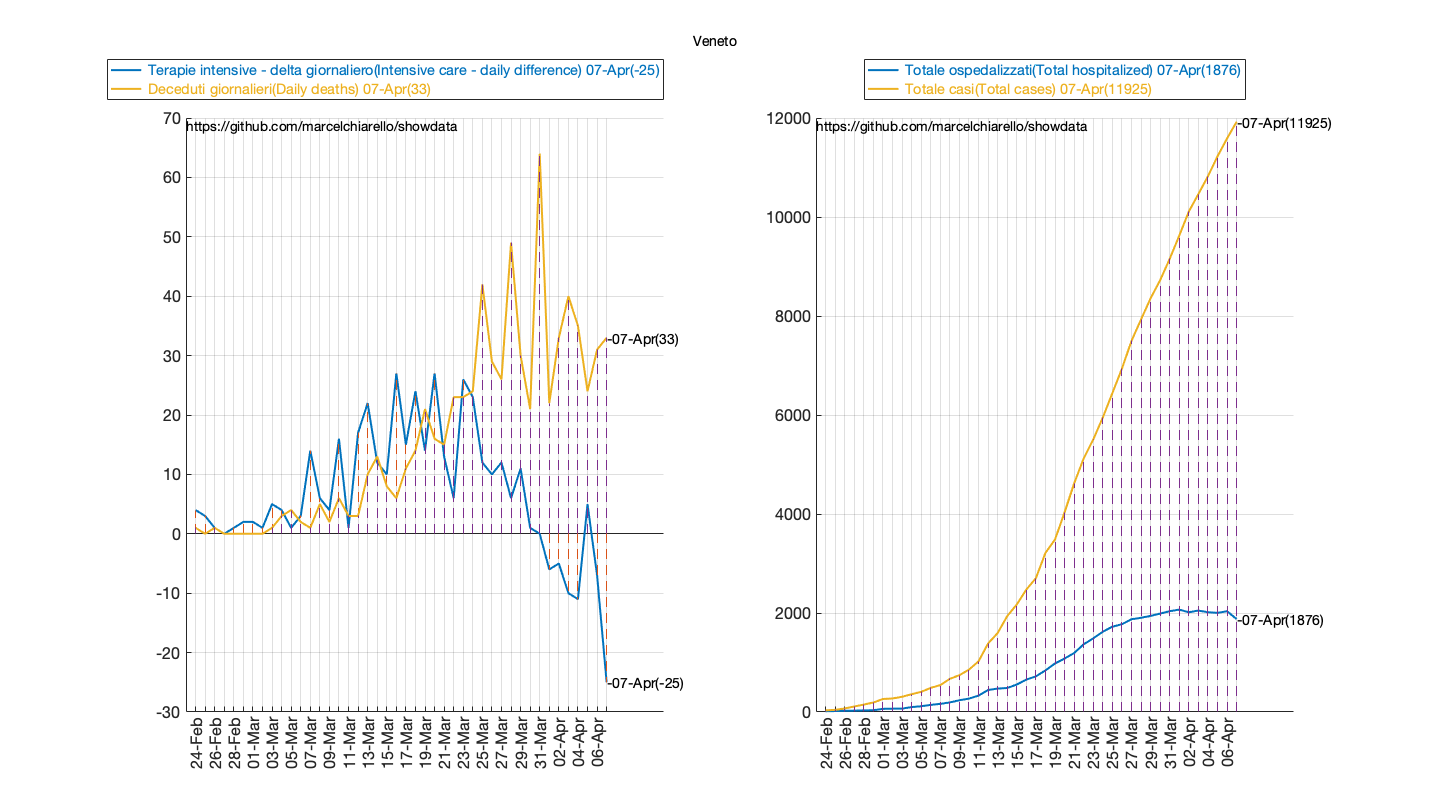 Veneto
Terapie intensive - delta giornaliero(Intensive care - daily difference) 07-Apr(-25)
Deceduti giornalieri(Daily deaths) 07-Apr(33)
https://github.com/marcelchiarello/showdata
70
60
50
40
30
20
10
0
-10
-20
-30
-07-Apr(33)
-07-Apr(-25)
24-Feb
26-Feb
28-Feb
01-Mar
03-Mar
05-Mar
07-Mar
09-Mar
11-Mar
13-Mar
15-Mar
17-Mar
19-Mar
21-Mar
23-Mar
25-Mar
27-Mar
29-Mar
31-Mar
02-Apr
04-Apr
06-Apr
Totale ospedalizzati(Total hospitalized) 07-Apr(1876)
Totale casi(Total cases) 07-Apr(11925)
https://github.com/marcelchiarello/showdata
12000
10000
8000
6000
4000
2000
0
-07-Apr(11925)
-07-Apr(1876)
24-Feb
26-Feb
28-Feb
01-Mar
03-Mar
05-Mar
07-Mar
09-Mar
11-Mar
13-Mar
15-Mar
17-Mar
19-Mar
21-Mar
23-Mar
25-Mar
27-Mar
29-Mar
31-Mar
02-Apr
04-Apr
06-Apr